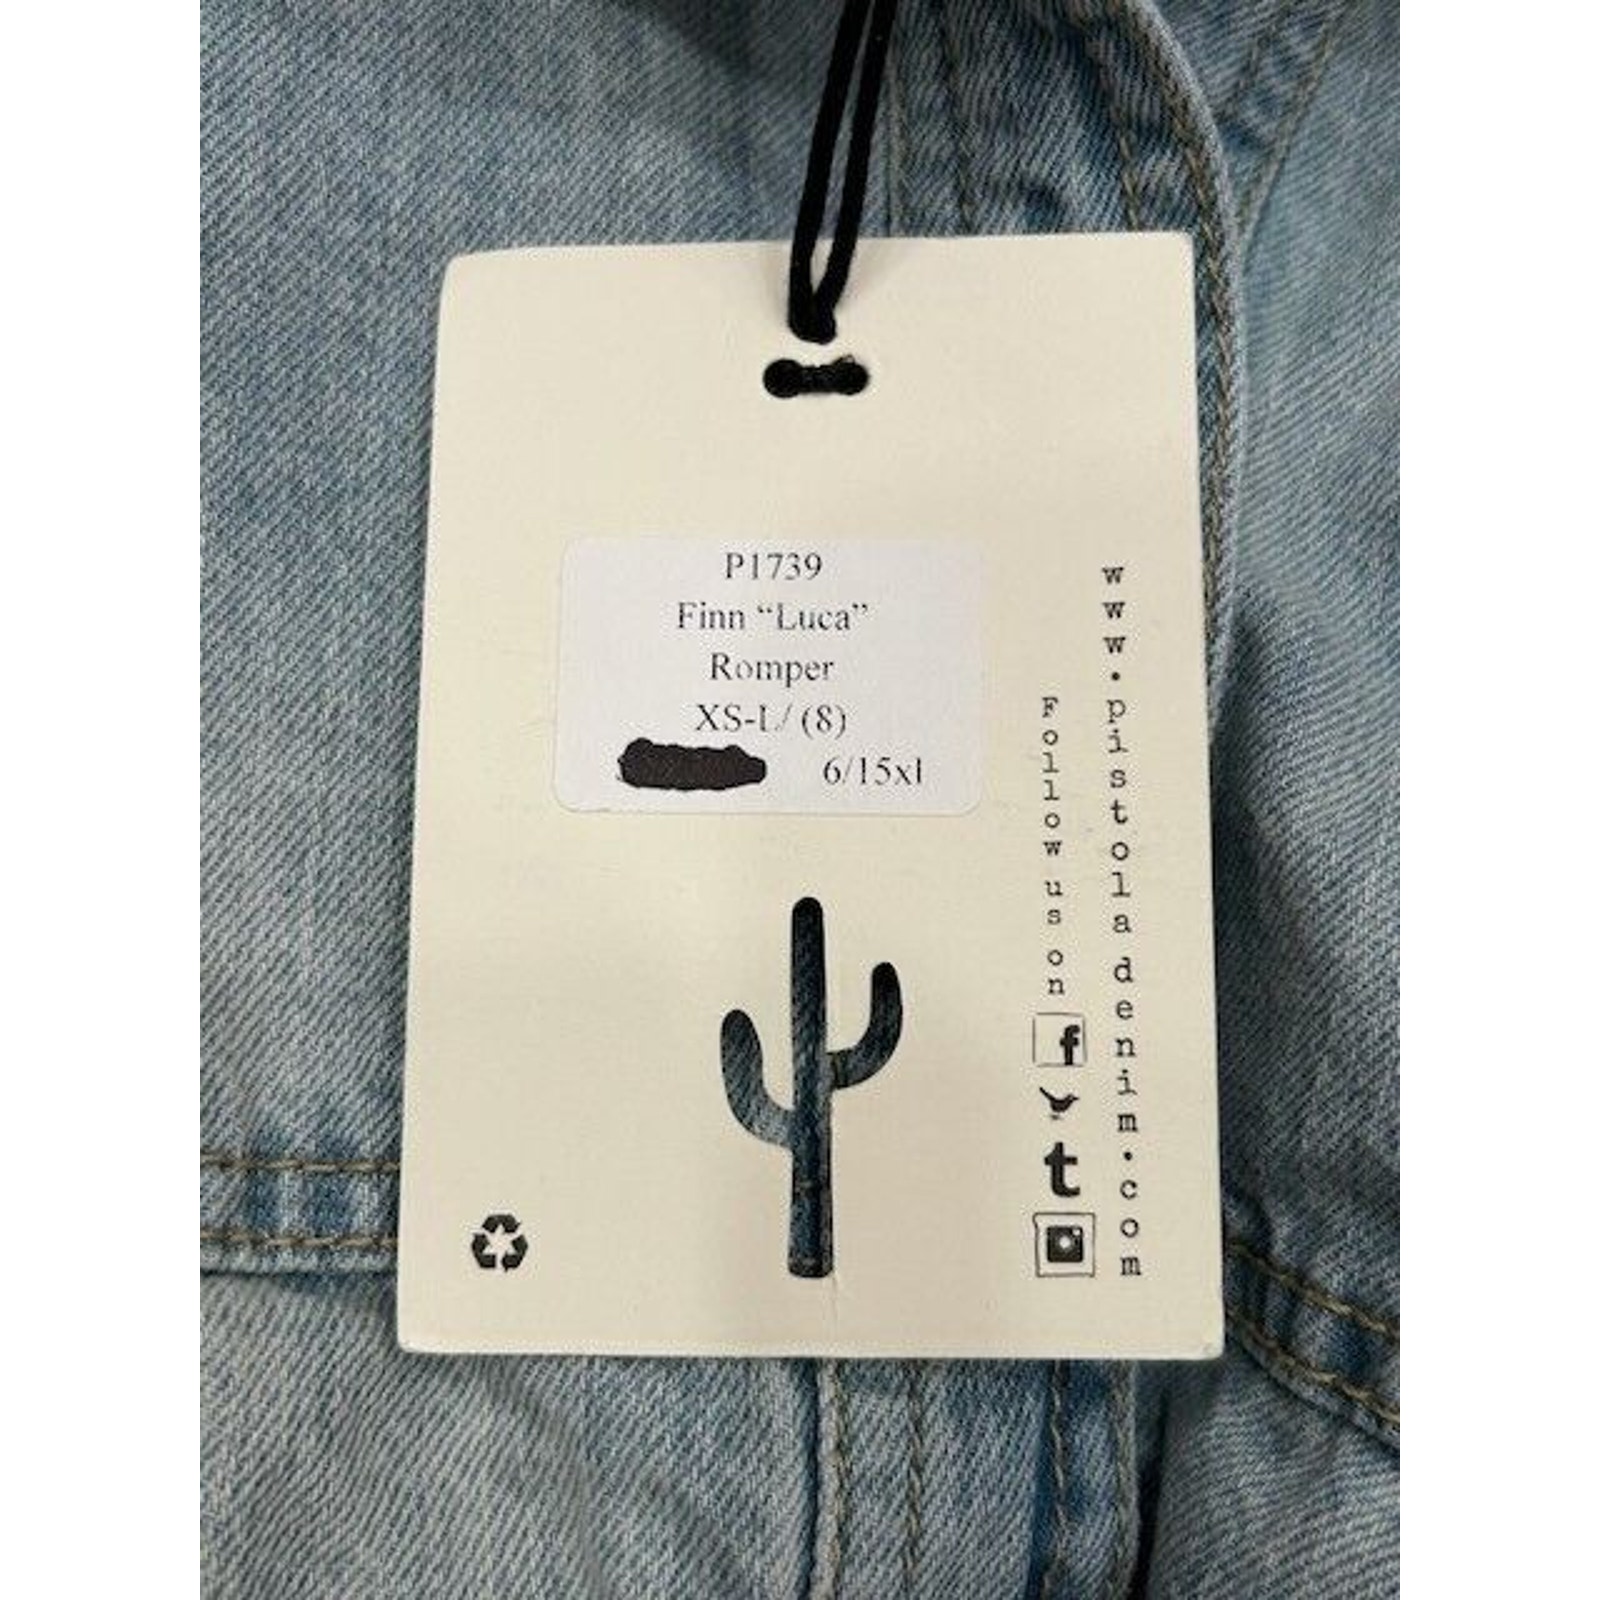 P1739
Finn “Luca”
Romper
XS-L/ (8)
6/15xl
Follow us on
www.pistoladenim.com